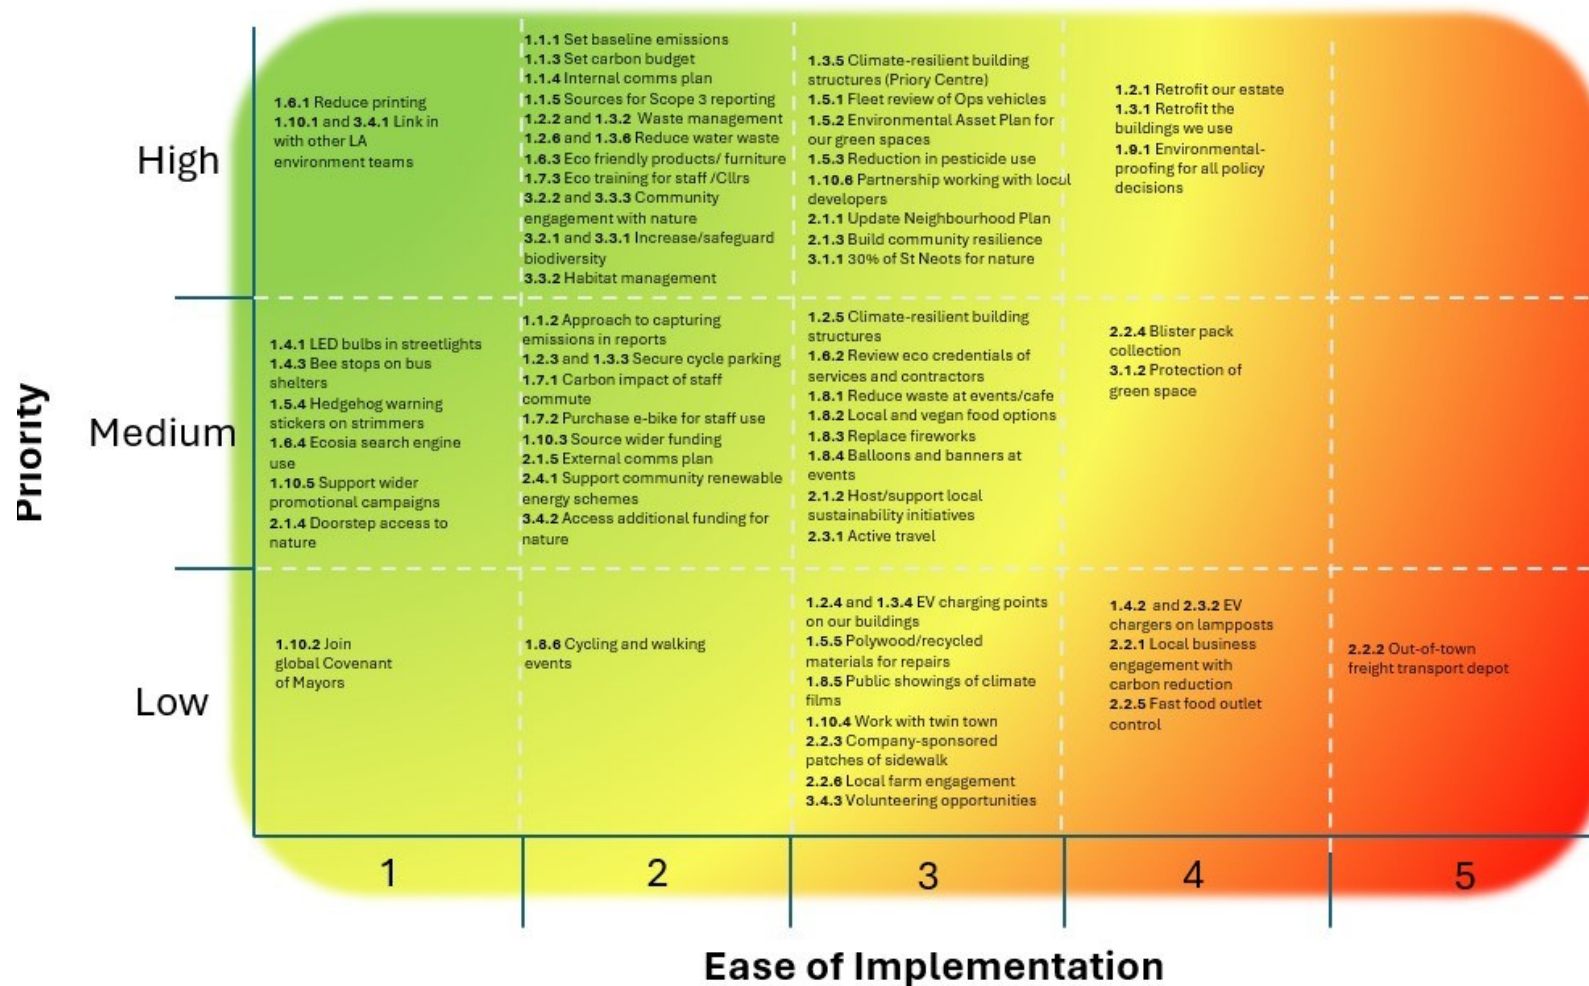 Priority
High
1.6.1 Reduce printing
1.10.1 and 3.4.1 Link in
with other LA
environment teams
1.1.1 Set baseline emissions
1.1.3 Set carbon budget
1.1.4 Internal comms plan
1.1.5 Sources for Scope 3 reporting
1.2.2 and 1.3.2 Waste management
1.2.6 and 1.3.6 Reduce water waste
1.6.3 Eco friendly products/ furniture
1.7.3 Eco training for staff /Cllrs
3.2.2 and 3.3.3 Community
engagement with nature
3.2.1 and 3.3.1 Increase/safeguard
biodiversity
3.3.2 Habitat management
1.3.5 Climate-resilient building
structures (Priory Centre)
1.5.1 Fleet review of Ops vehicles
1.5.2 Environmental Asset Plan for
our green spaces
1.5.3 Reduction in pesticide use
1.10.6 Partnership working with local
developers
2.1.1 Update Neighbourhood Plan
2.1.3 Build community resilience
3.1.1 30% of St Neots for nature
1.2.1 Retrofit our estate
1.3.1 Retrofit the
buildings we use
1.9.1 Environmental-
proofing for all policy
decisions
Medium
1.4.1 LED bulbs in streetlights
1.4.3 Bee stops on bus
shelters
1.5.4 Hedgehog warning
stickers on strimmers
1.6.4 Ecosia search engine
use
1.10.5 Support wider
promotional campaigns
2.1.4 Doorstep access to
nature
1.1.2 Approach to capturing
emissions in reports
1.2.3 and 1.3.3 Secure cycle parking
1.7.1 Carbon impact of staff
commute
1.7.2 Purchase e-bike for staff use
1.10.3 Source wider funding
2.1.5 External comms plan
2.4.1 Support community renewable
energy schemes
3.4.2 Access additional funding for
nature
1.2.5 Climate-resilient building
structures
1.6.2 Review eco credentials of
services and contractors
1.8.1 Reduce waste at events/cafe
1.8.2 Local and vegan food options
1.8.3 Replace fireworks
1.8.4 Balloons and banners at
events
2.1.2 Host/support local
sustainability initiatives
2.3.1 Active travel
2.2.4 Blister pack
collection
3.1.2 Protection of
green space
Low
1.10.2 Join
global Covenant
of Mayors
1.8.6 Cycling and walking
events
1.2.4 and 1.3.4 EV charging points
on our buildings
1.5.5 Polywood/recycled
materials for repairs
1.8.5 Public showings of climate
films
1.10.4 Work with twin town
2.2.3 Company-sponsored
patches of sidewalk
2.2.6 Local farm engagement
3.4.3 Volunteering opportunities
1.4.2 and 2.3.2 EV
chargers on lampposts
2.2.1 Local business
engagement with
carbon reduction
2.2.5 Fast food outlet
control
2.2.2 Out-of-town
freight transport depot
1
2
3
4
5
Ease of Implementation